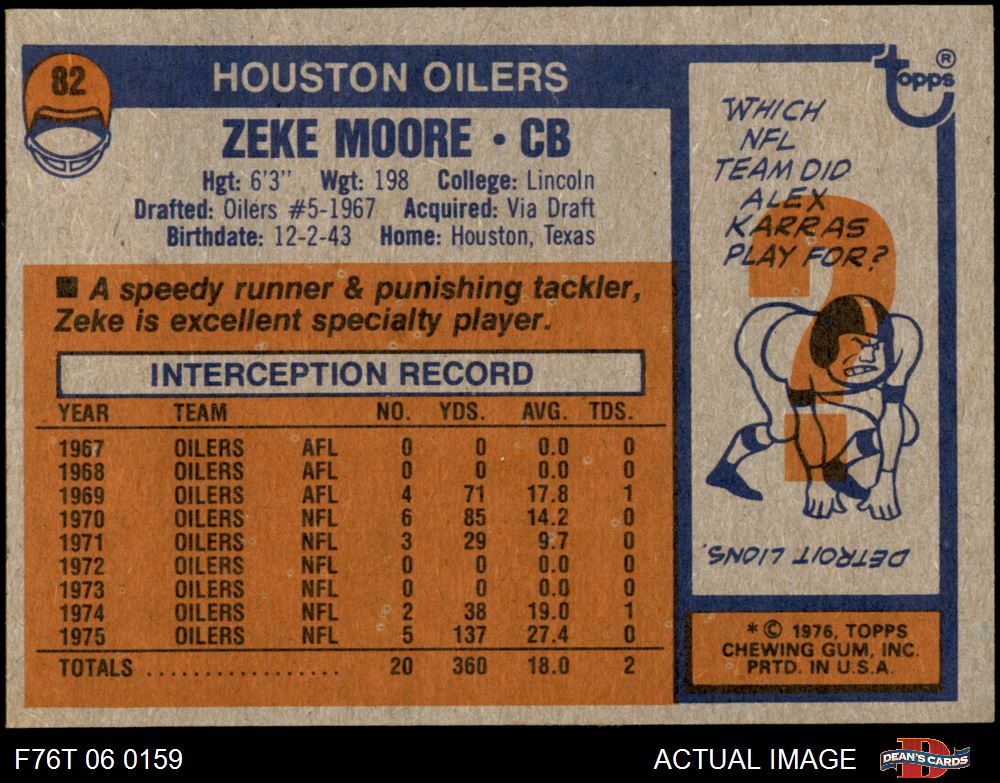 82
HOUSTON OILERS
ZEKE MOORE • CB
Hgt: 6'3" Wgt: 198 College: Lincoln
Drafted: Oilers #5-1967 Acquired: Via Draft
Birthdate: 12-2-43 Home: Houston, Texas
■ A speedy runner & punishing tackler,
Zeke is excellent specialty player.
INTERCEPTION RECORD
YEAR TEAM NO. YDS. AVG. TDS.
1967 OILERS AFL 0 0 0.0 0
1968 OILERS AFL 0 0 0.0 0
1969 OILERS AFL 4 71 17.8 1
1970 OILERS NFL 6 85 14.2 0
1971 OILERS NFL 3 29 9.7 0
1972 OILERS NFL 0 0 0.0 0
1973 OILERS NFL 0 0 0.0 0
1974 OILERS NFL 2 38 19.0 1
1975 OILERS NFL 5 137 27.4 0
TOTALS ................. 20 360 18.0 2
topps®
WHICH
NFL
TEAM DID
ALEX
KARRAS
PLAY FOR?
?
DETROIT LIONS.
*© 1976, TOPPS
CHEWING GUM, INC.
PRTD. IN U.S.A.
F76T 06 0159
ACTUAL IMAGE
D
DEAN'S CARDS